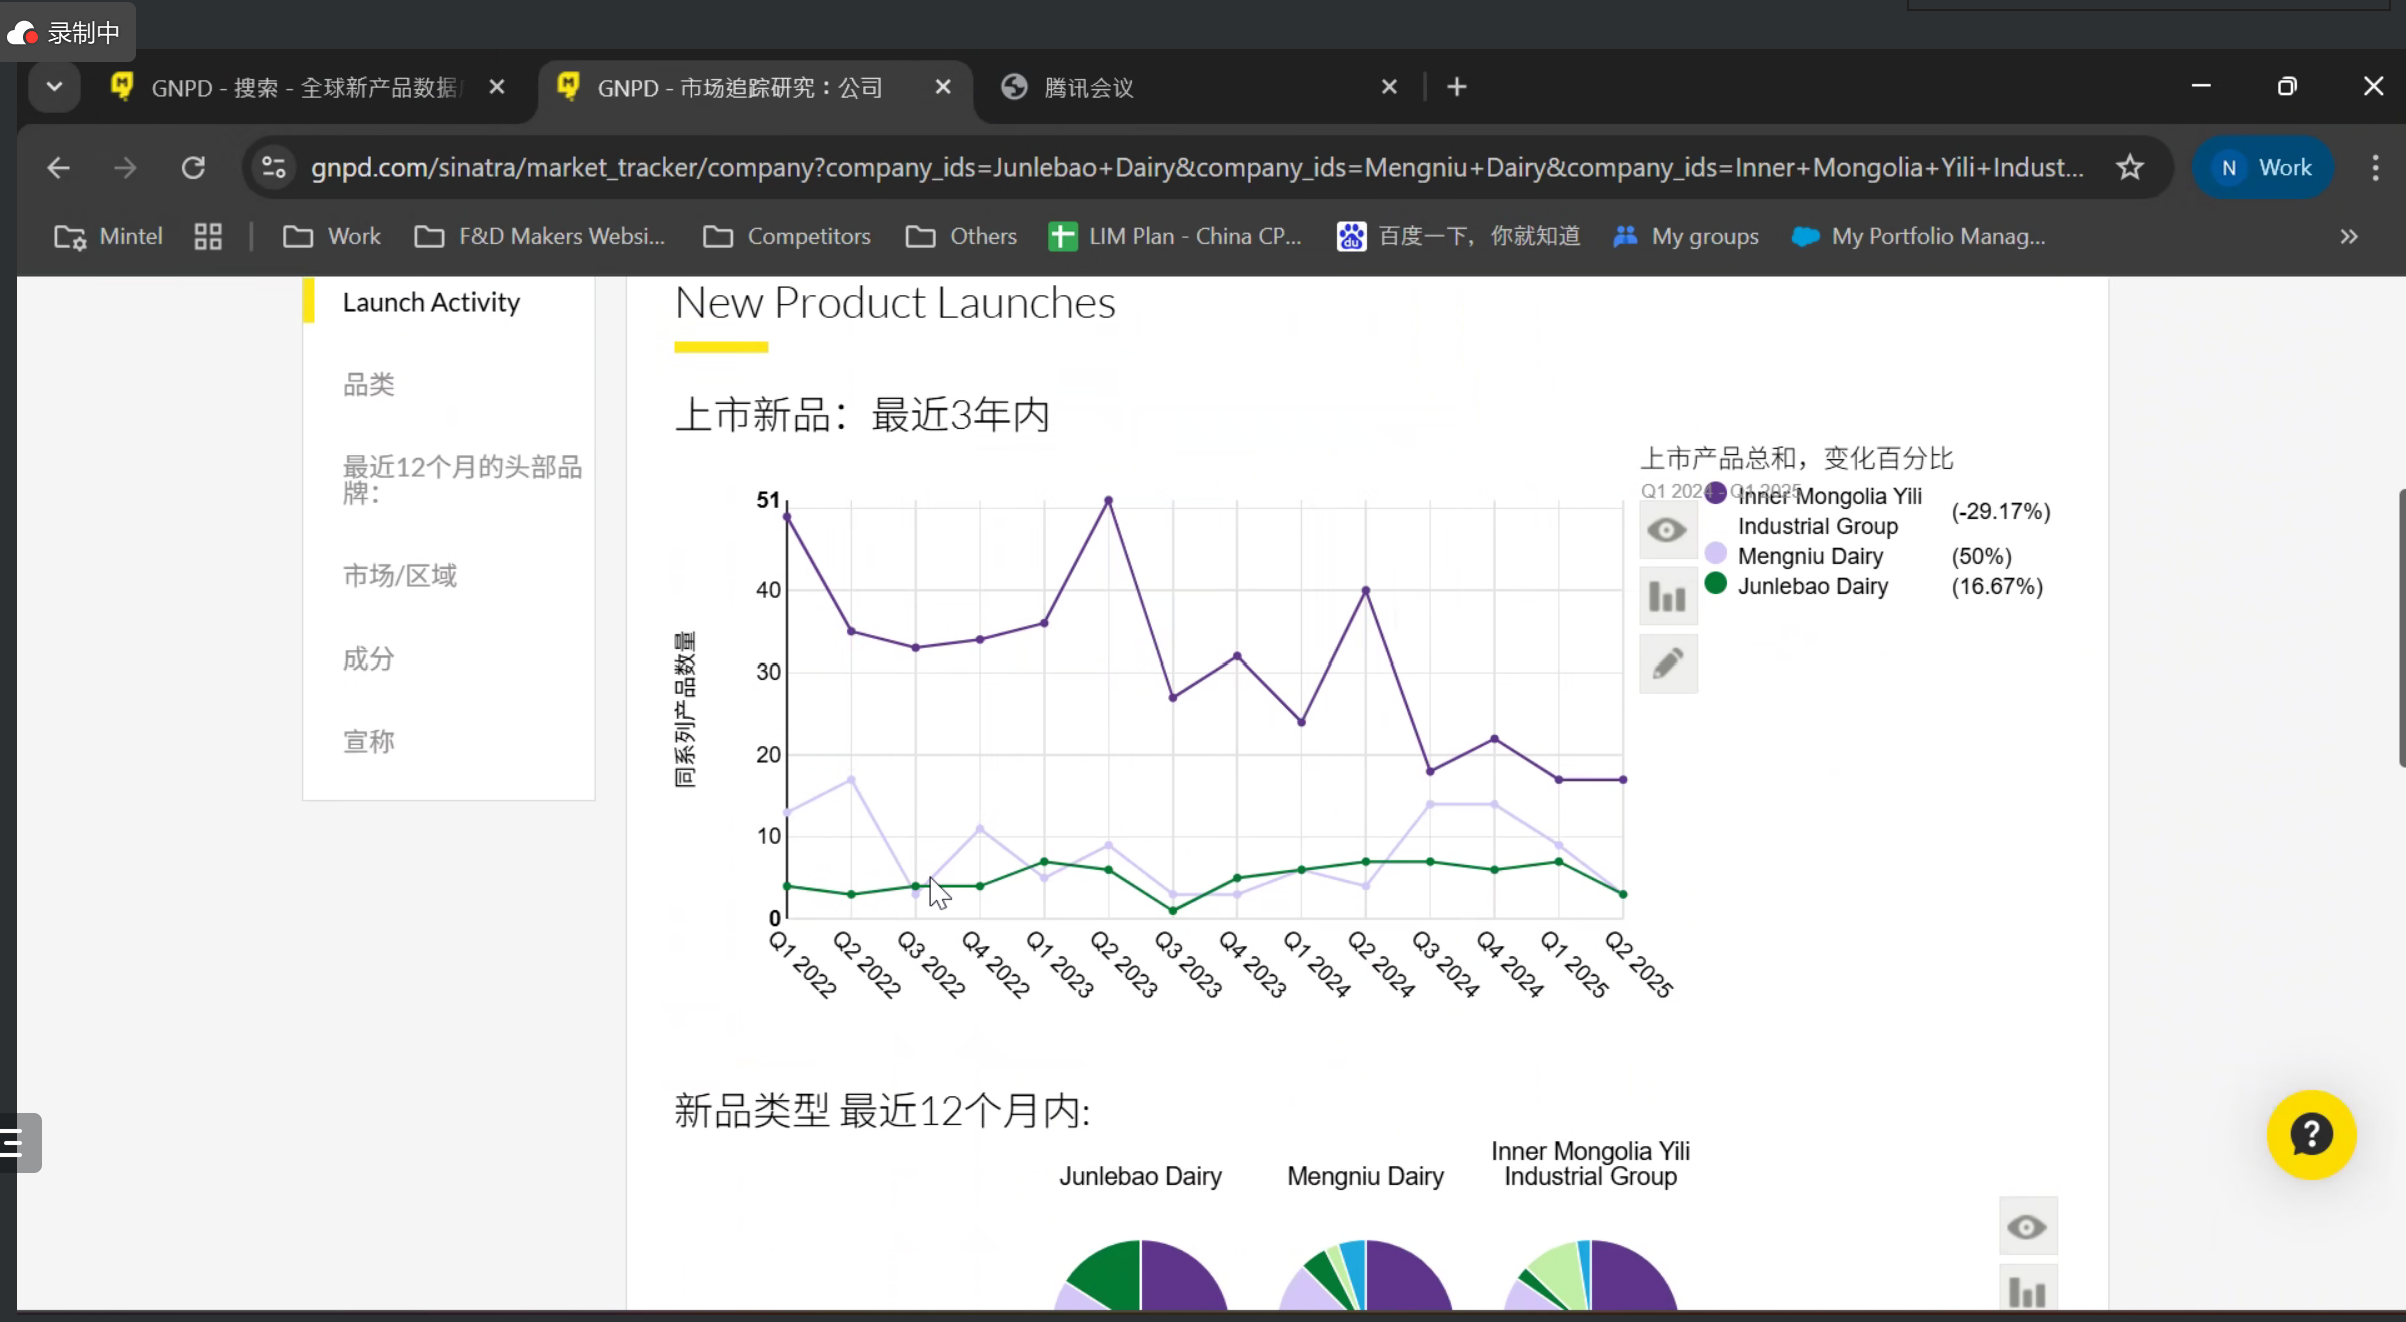 录制中
GNPD - 搜索 - 全球新产品数据
GNPD - 市场追踪研究：公司
腾讯会议
gnpd.com/sinatra/market_tracker/company?company_ids=Junlebao+Dairy&company_ids=Mengniu+Dairy&company_ids=Inner+Mongolia+Yili+Indust...
N Work
Mintel
Work
F&D Makers Websi...
Competitors
Others
LIM Plan - China CP...
du 百度一下，你就知道
My groups
My Portfolio Manag...
Launch Activity
品类
最近12个月的头部品
牌：
市场/区域
成分
宣称
New Product Launches
上市新品：最近3年内
上市产品总和，变化百分比
Q1 2024 - Q1 2025
Inner Mongolia Yili
Industrial Group
(-29.17%)
Mengniu Dairy (50%)
Junlebao Dairy (16.67%)
同系列产品数量
51
40
30
20
10
0
Q1 2022
Q2 2022
Q3 2022
Q4 2022
Q1 2023
Q2 2023
Q3 2023
Q4 2023
Q1 2024
Q2 2024
Q3 2024
Q4 2024
Q1 2025
Q2 2025
新品类型 最近12个月内:
Junlebao Dairy
Mengniu Dairy
Inner Mongolia Yili
Industrial Group
?